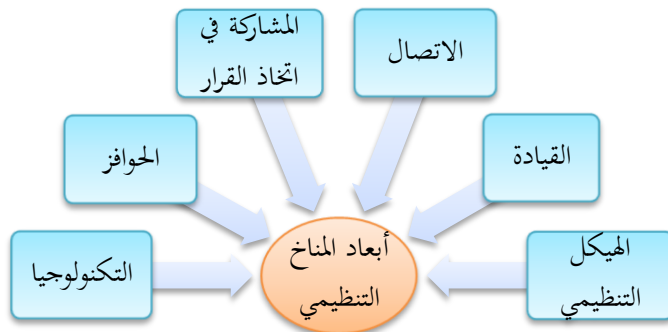 الاتصال
المشاركة في
اتخاذ القرار
القيادة
الحوافز
الهيكل
التنظيمي
أبعاد المناخ
التنظيمي
التكنولوجيا